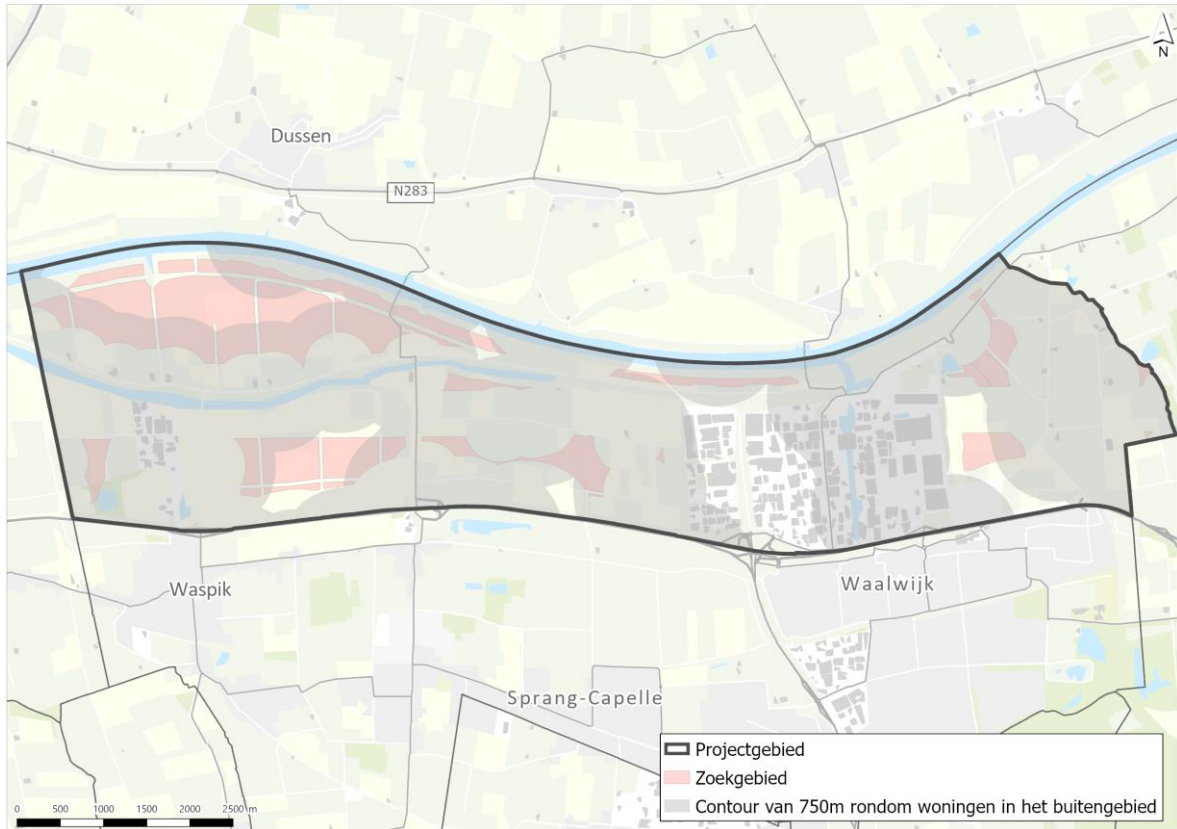 N
Dussen
N283
Waspik
Waalwijk
Sprang-Capelle
Projectgebied
Zoekgebied
Contour van 750m rondom woningen in het buitengebied
0 500 1000 1500 2000 2500 m